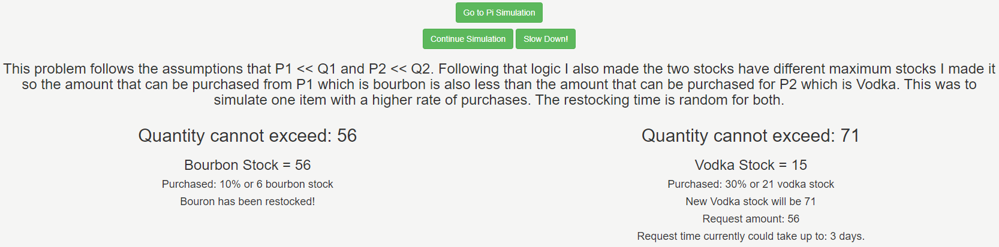 Go to Pi Simulation
Continue Simulation Slow Down!
This problem follows the assumptions that P1 << Q1 and P2 << Q2. Following that logic I also made the two stocks have different maximum stocks I made it
so the amount that can be purchased from P1 which is bourbon is also less than the amount that can be purchased for P2 which is Vodka. This was to
simulate one item with a higher rate of purchases. The restocking time is random for both.
Quantity cannot exceed: 56
Bourbon Stock = 56
Purchased: 10% or 6 bourbon stock
Bouron has been restocked!
Quantity cannot exceed: 71
Vodka Stock = 15
Purchased: 30% or 21 vodka stock
New Vodka stock will be 71
Request amount: 56
Request time currently could take up to: 3 days.